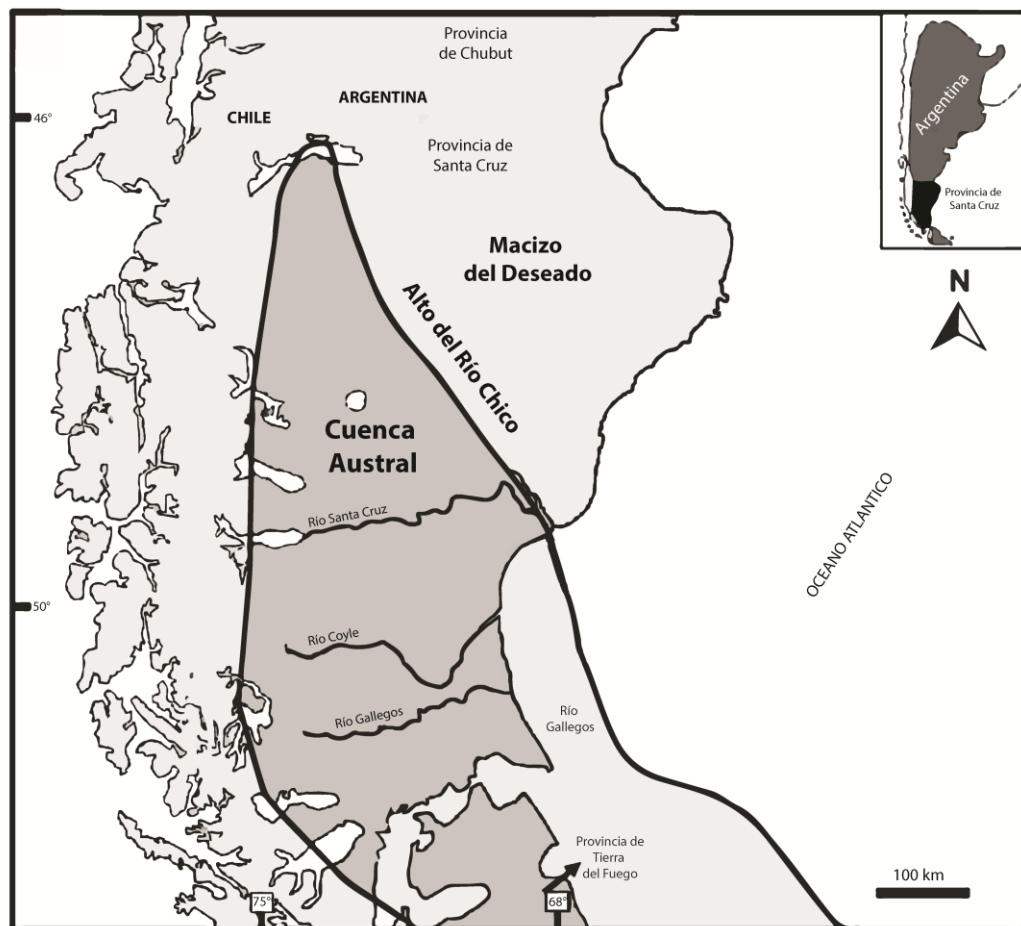 Provincia
de Chubut
46°
CHILE
ARGENTINA
Provincia de
Santa Cruz
Argentina
Provincia de
Santa Cruz
N
Macizo
del Deseado
Alto del Río Chico
Cuenca
Austral
Río Santa Cruz
OCEANO ATLANTICO
50°
Río Coyle
Río Gallegos
Río
Gallegos
Provincia de
Tierra
del Fuego
100 km
75°
68°